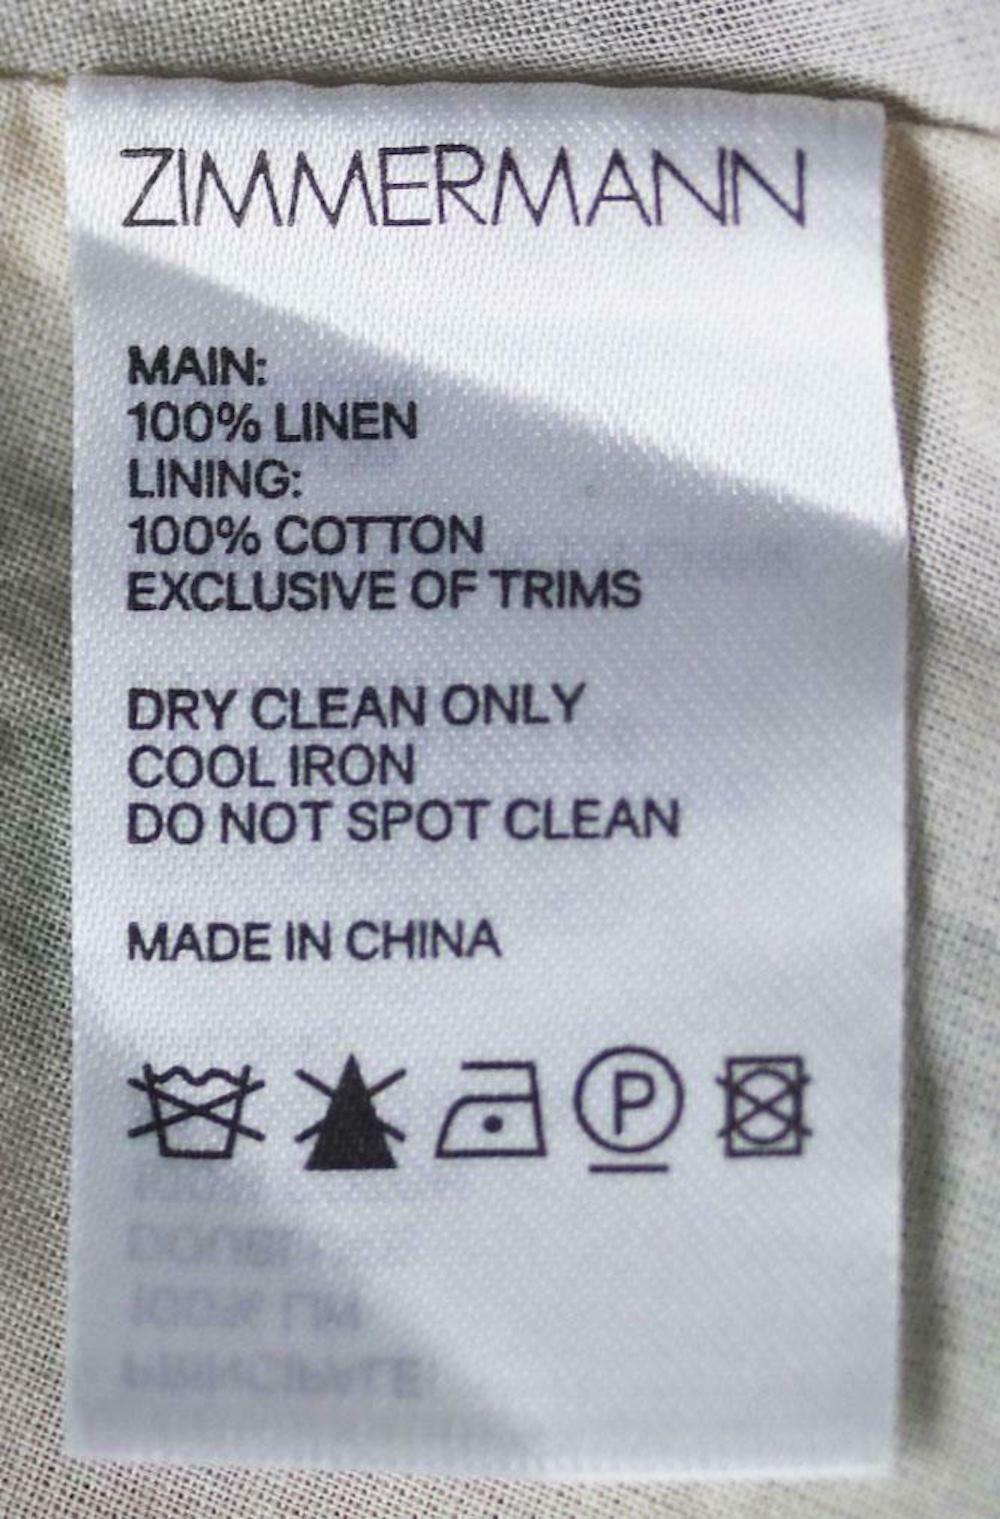 ZIMMERMANN
MAIN:
100% LINEN
LINING:
100% COTTON
EXCLUSIVE OF TRIMS
DRY CLEAN ONLY
COOL IRON
DO NOT SPOT CLEAN
MADE IN CHINA
P